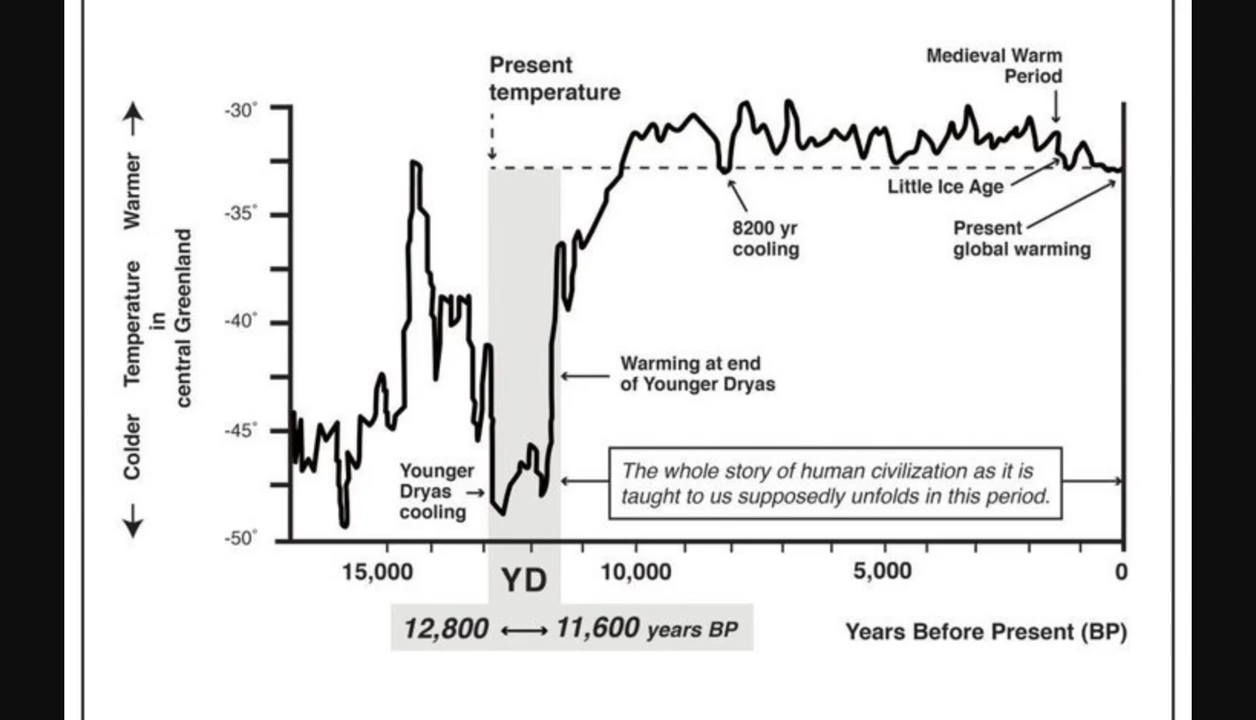 Present
temperature
Medieval Warm
Period
-30°
-35°
-40°
-45°
-50°
Colder Temperature Warmer
in
central Greenland
Little Ice Age
8200 yr
cooling
Present
global warming
Warming at end
of Younger Dryas
Younger
Dryas
cooling
The whole story of human civilization as it is
taught to us supposedly unfolds in this period.
15,000
YD
10,000
5,000
0
12,800 ⟷ 11,600 years BP
Years Before Present (BP)